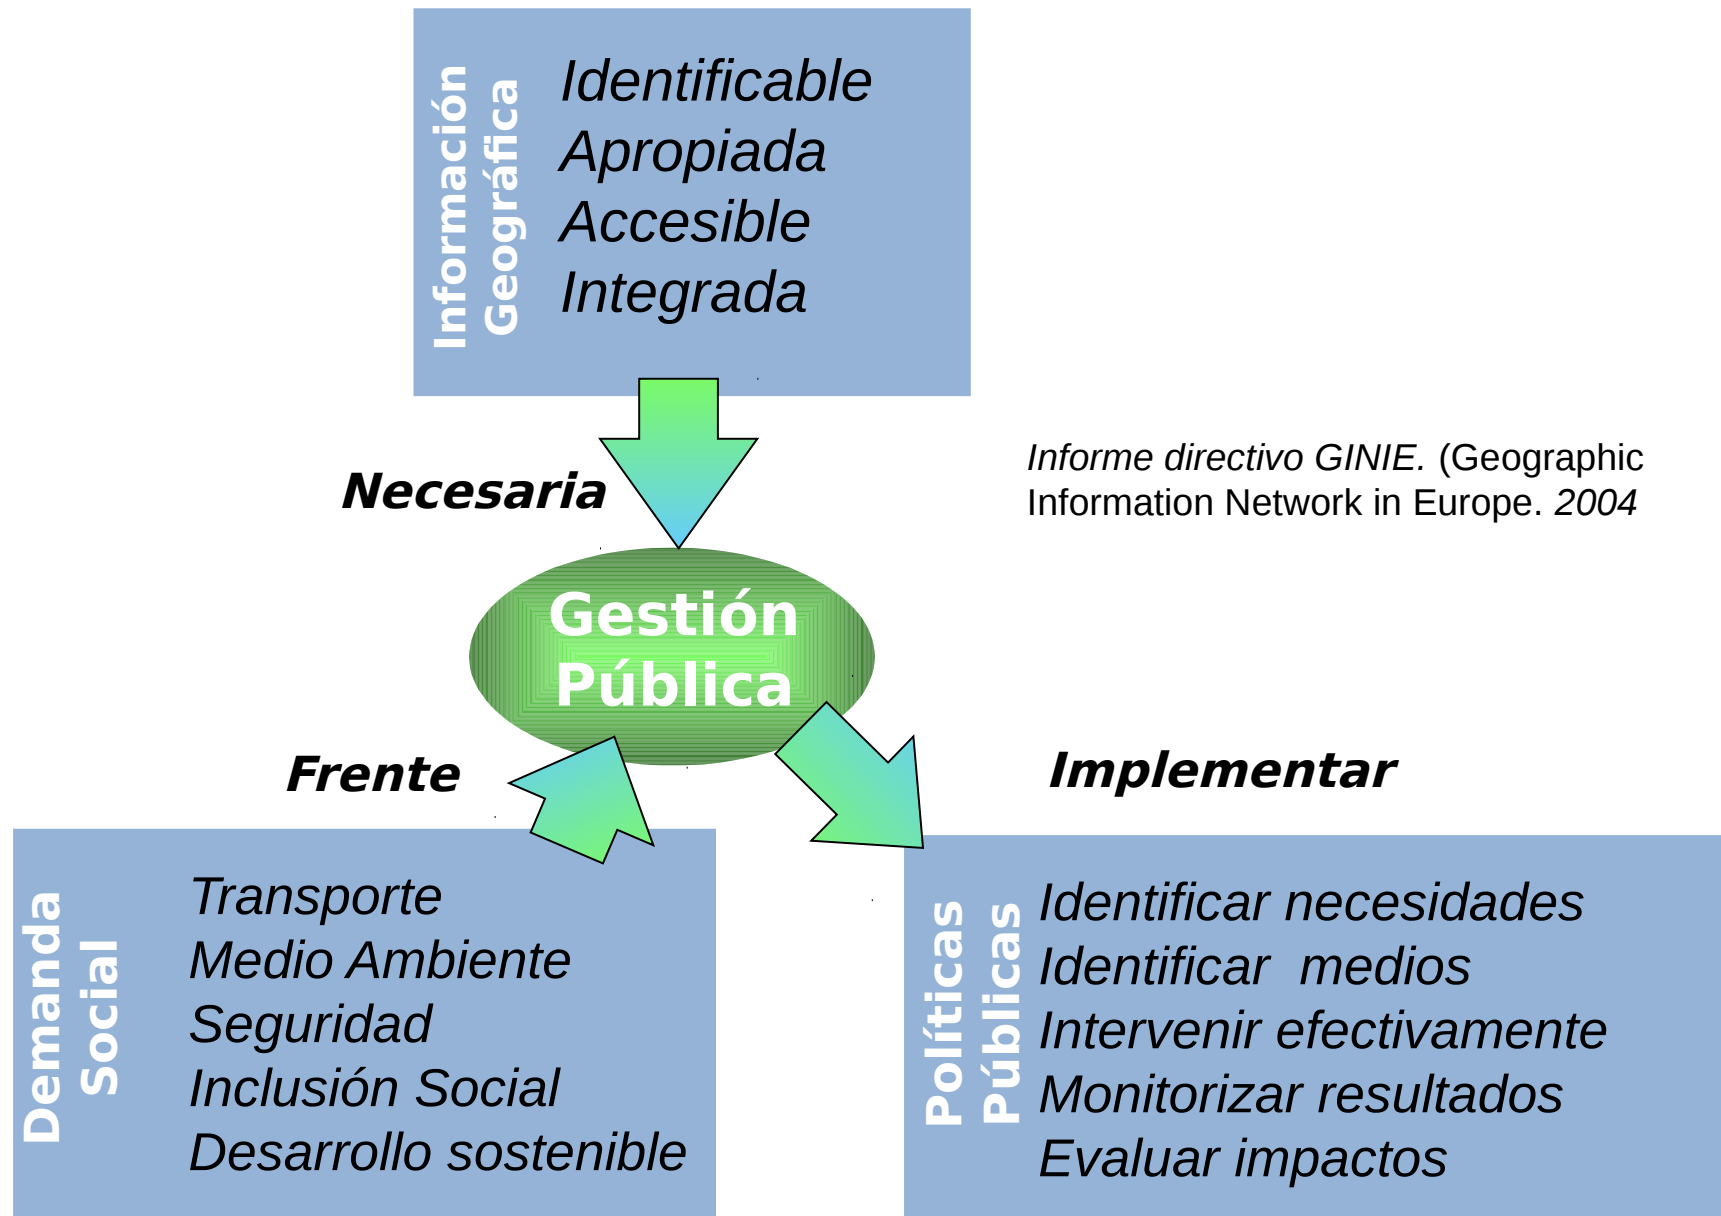 Información
Geográfica
Identificable
Apropiada
Accesible
Integrada
Necesaria
Informe directivo GINIE. (Geographic
Information Network in Europe. 2004
Gestión
Pública
Frente
Implementar
Demanda
Social
Transporte
Medio Ambiente
Seguridad
Inclusión Social
Desarrollo sostenible
Políticas
Públicas
Identificar necesidades
Identificar  medios
Intervenir efectivamente
Monitorizar resultados
Evaluar impactos